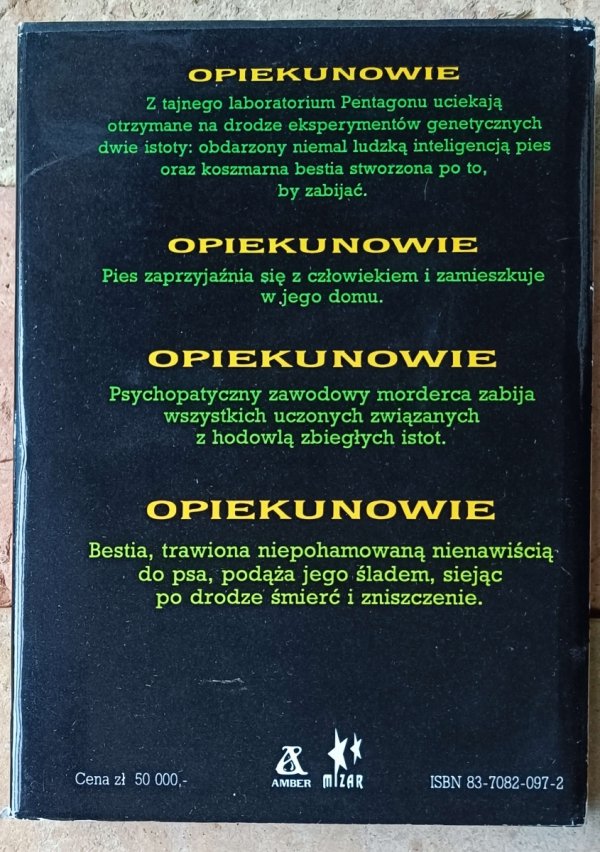 OPIEKUNOWIE
Z tajnego laboratorium Pentagonu uciekają
otrzymane na drodze eksperymentów genetycznych
dwie istoty: obdarzony niemal ludzką inteligencją pies
oraz koszmarna bestia stworzona po to,
by zabijać.
OPIEKUNOWIE
Pies zaprzyjaźnia się z człowiekiem i zamieszkuje
w jego domu.
OPIEKUNOWIE
Psychopatyczny zawodowy morderca zabija
wszystkich uczonych związanych
z hodowlą zbiegłych istot.
OPIEKUNOWIE
Bestia, trawiona niepohamowaną nienawiścią
do psa, podąża jego śladem, siejąc
po drodze śmierć i zniszczenie.
Cena zł 50 000,-
AMBER
MIZAR
ISBN 83-7082-097-2